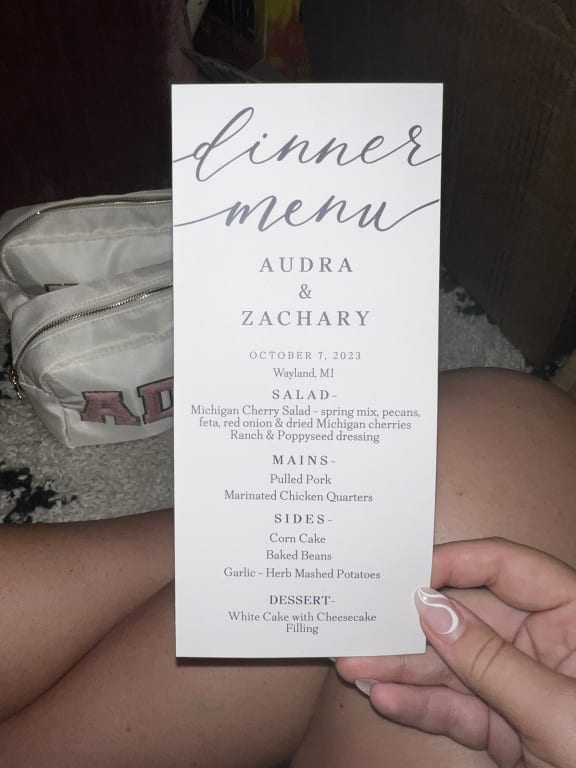 dinner
menu
AUDRA
&
ZACHARY
OCTOBER 7, 2023
Wayland, MI
SALAD-
Michigan Cherry Salad - spring mix, pecans,
feta, red onion & dried Michigan cherries
Ranch & Poppyseed dressing
MAINS-
Pulled Pork
Marinated Chicken Quarters
SIDES-
Corn Cake
Baked Beans
Garlic - Herb Mashed Potatoes
DESSERT-
White Cake with Cheesecake
Filling